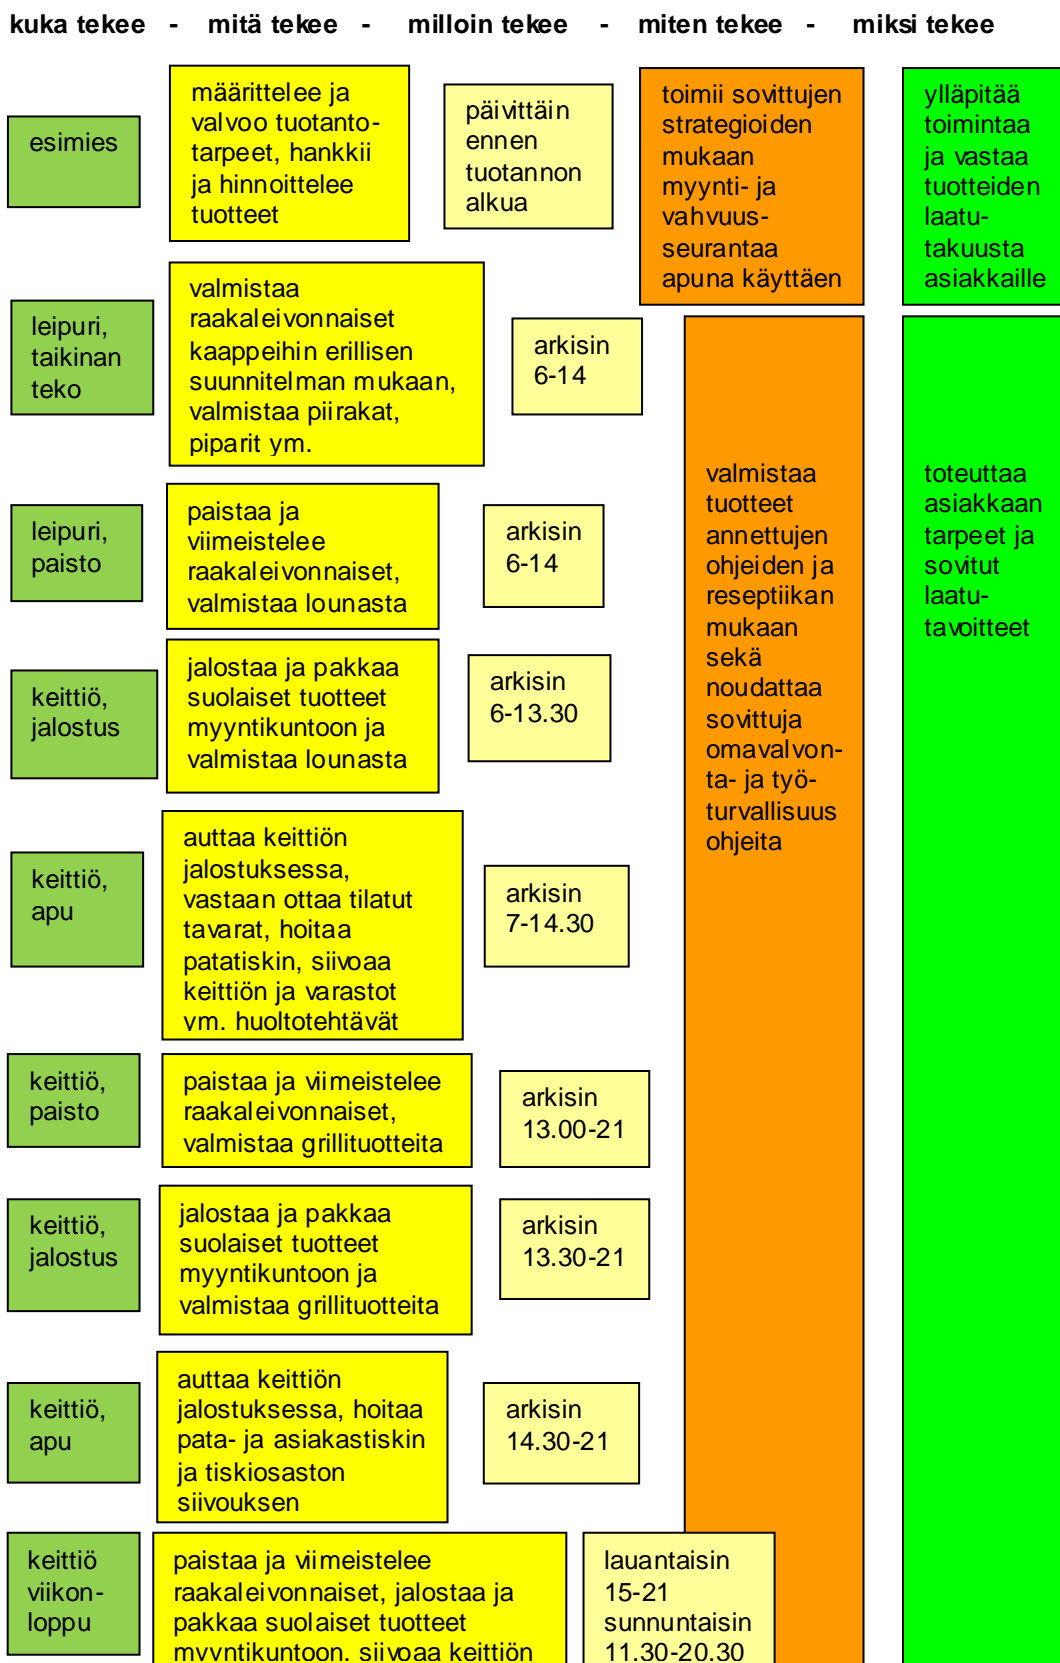 kuka tekee - mitä tekee - milloin tekee - miten tekee - miksi tekee
esimies
määrittelee ja
valvoo tuotanto-
tarpeet, hankkii
ja hinnoittelee
tuotteet
päivittäin
ennen
tuotannon
alkua
toimii sovittujen
strategioiden
mukaan
myynti- ja
vahvuus-
seurantaa
apuna käyttäen
ylläpitää
toimintaa
ja vastaa
tuotteiden
laatu-
takuusta
asiakkaille
leipuri,
taikinan
teko
valmistaa
raakaleivonnaiset
kaappeihin erillisen
suunnitelman mukaan,
valmistaa piirakat,
piparit ym.
arkisin
6-14
valmistaa
tuotteet
annettujen
ohjeiden ja
reseptiikan
mukaan
sekä
noudattaa
sovittuja
omavalvon-
ta- ja työ-
turvallisuus
ohjeita
toteuttaa
asiakkaan
tarpeet ja
sovitut
laatu-
tavoitteet
leipuri,
paisto
paistaa ja
viimeistelee
raakaleivonnaiset,
valmistaa lounasta
arkisin
6-14
keittiö,
jalostus
jalostaa ja pakkaa
suolaiset tuotteet
myyntikuntoon ja
valmistaa lounasta
arkisin
6-13.30
keittiö,
apu
auttaa keittiön
jalostuksessa,
vastaan ottaa tilatut
tavarat, hoitaa
patatiskin, siivoaa
keittiön ja varastot
ym. huoltotehtävät
arkisin
7-14.30
keittiö,
paisto
paistaa ja viimeistelee
raakaleivonnaiset,
valmistaa grillituotteita
arkisin
13.00-21
keittiö,
jalostus
jalostaa ja pakkaa
suolaiset tuotteet
myyntikuntoon ja
valmistaa grillituotteita
arkisin
13.30-21
keittiö,
apu
auttaa keittiön
jalostuksessa, hoitaa
pata- ja asiakastiskin
ja tiskiosaston
siivouksen
arkisin
14.30-21
keittiö
viikon-
loppu
paistaa ja viimeistelee
raakaleivonnaiset, jalostaa ja
pakkaa suolaiset tuotteet
myyntikuntoon, siivoaa keittiön
lauantaisin
15-21
sunnuntaisin
11.30-20.30